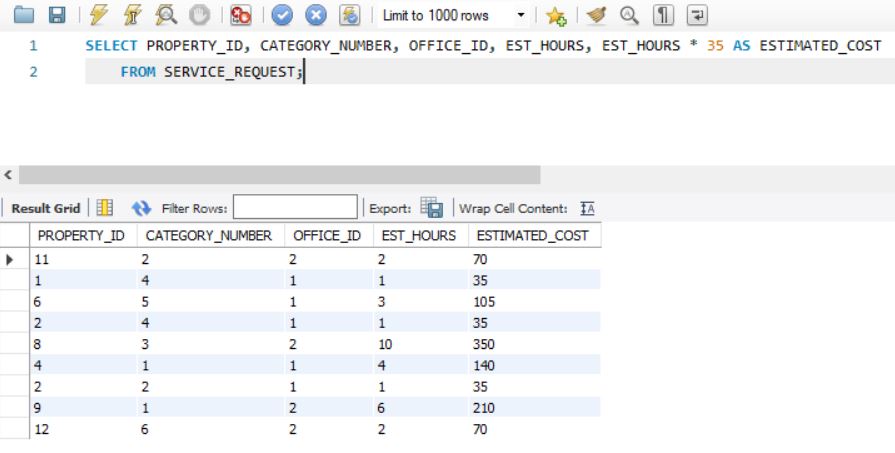 Limit to 1000 rows
1 SELECT PROPERTY_ID, CATEGORY_NUMBER, OFFICE_ID, EST_HOURS, EST_HOURS * 35 AS ESTIMATED_COST
2 FROM SERVICE_REQUEST;
Result Grid Filter Rows: Export: Wrap Cell Content:
PROPERTY_ID CATEGORY_NUMBER OFFICE_ID EST_HOURS ESTIMATED_COST
11 2 2 2 70
1 4 1 1 35
6 5 1 3 105
2 4 1 1 35
8 3 2 10 350
4 1 1 4 140
2 2 1 1 35
9 1 2 6 210
12 6 2 2 70